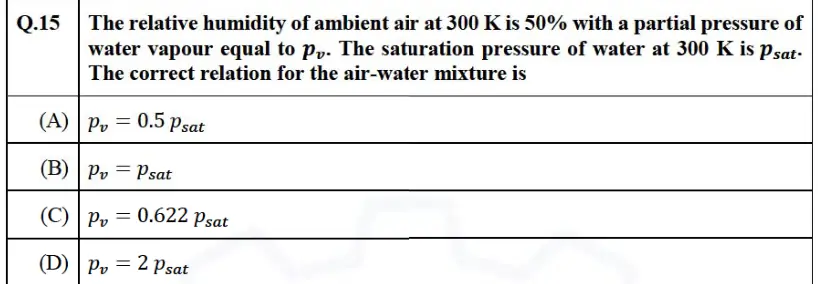 Q.15 The relative humidity of ambient air at 300 K is 50% with a partial pressure of
water vapour equal to pᵥ. The saturation pressure of water at 300 K is pₛₐₜ.
The correct relation for the air-water mixture is
(A) pᵥ = 0.5 pₛₐₜ
(B) pᵥ = pₛₐₜ
(C) pᵥ = 0.622 pₛₐₜ
(D) pᵥ = 2 pₛₐₜ